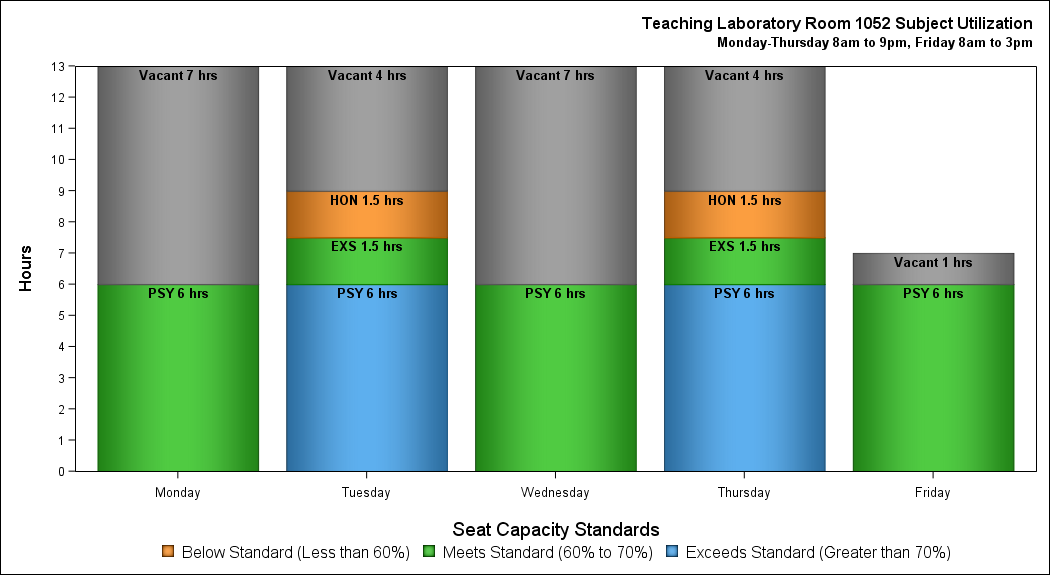 Teaching Laboratory Room 1052 Subject Utilization
Monday-Thursday 8am to 9pm, Friday 8am to 3pm
Hours
13
12
11
10
9
8
7
6
5
4
3
2
1
0
Vacant 7 hrs
PSY 6 hrs
Vacant 4 hrs
HON 1.5 hrs
EXS 1.5 hrs
PSY 6 hrs
Vacant 7 hrs
PSY 6 hrs
Vacant 4 hrs
HON 1.5 hrs
EXS 1.5 hrs
PSY 6 hrs
Vacant 1 hrs
PSY 6 hrs
Monday Tuesday Wednesday Thursday Friday
Seat Capacity Standards
Below Standard (Less than 60%) Meets Standard (60% to 70%) Exceeds Standard (Greater than 70%)